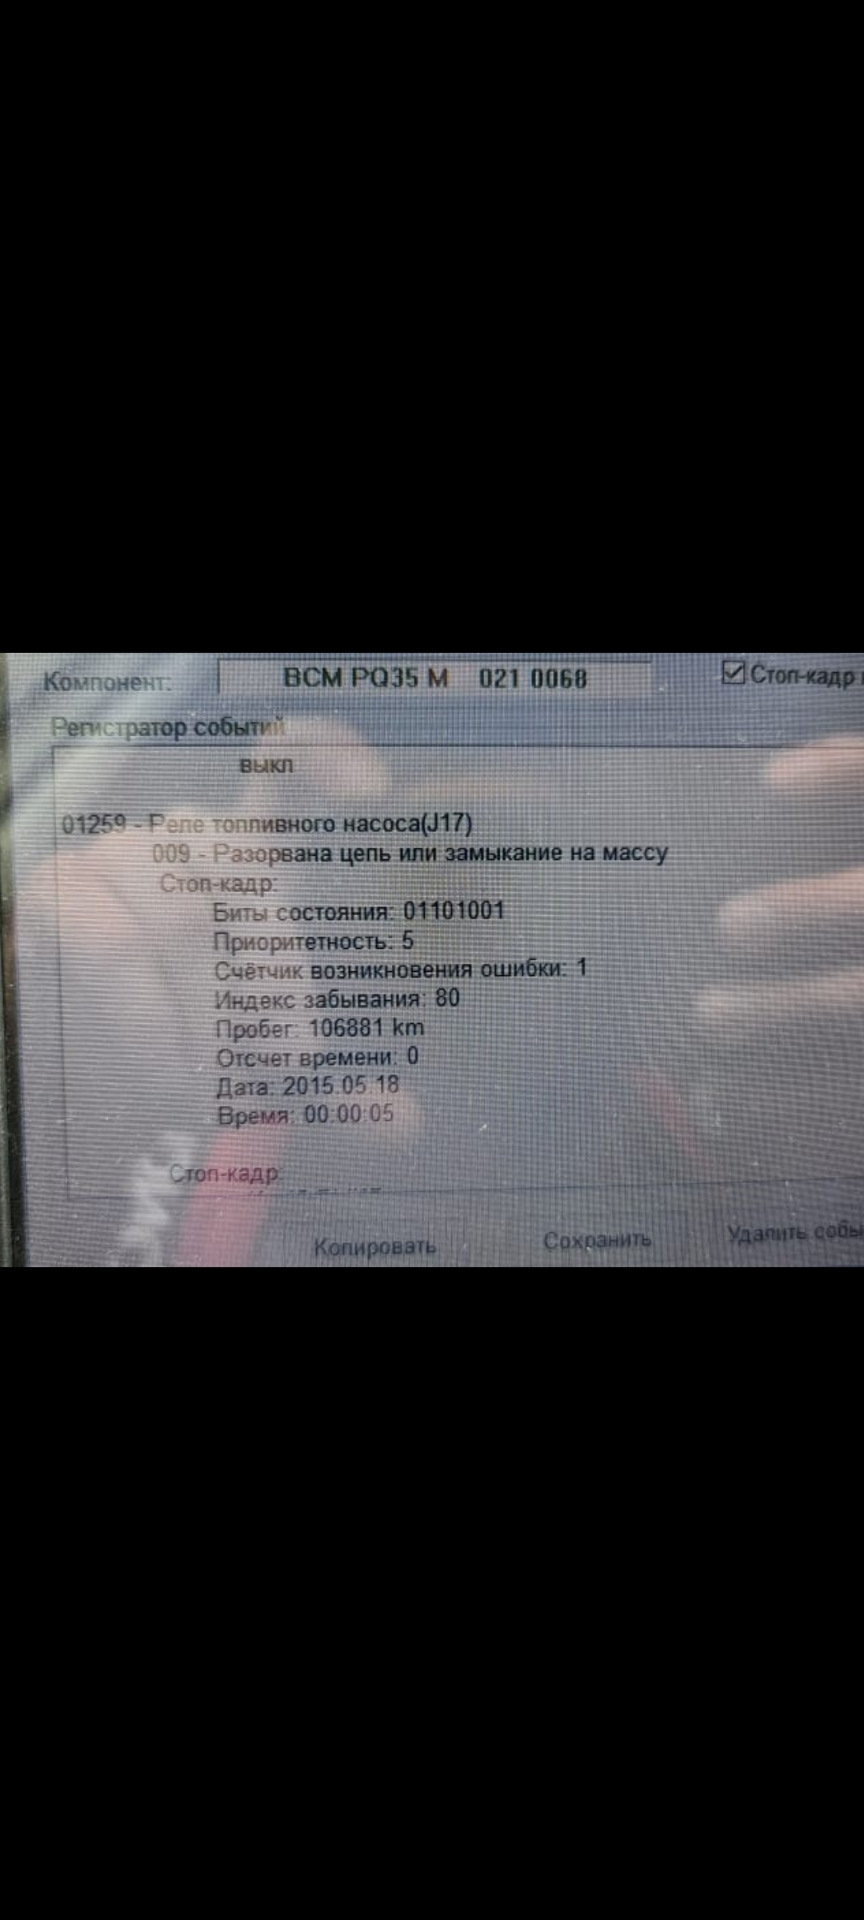 Компонент: BCM PQ35 M 021 0068 Стоп-кадр
Регистратор событий
выкл
01259 - Реле топливного насоса(J17)
009 - Разорвана цепь или замыкание на массу
Стоп-кадр:
Биты состояния: 01101001
Приоритетность: 5
Счётчик возникновения ошибки: 1
Индекс забывания: 80
Пробег: 106881 km
Отсчет времени: 0
Дата: 2015.05.18
Время: 00:00:05
Стоп-кадр:
Копировать Сохранить Удалить собы